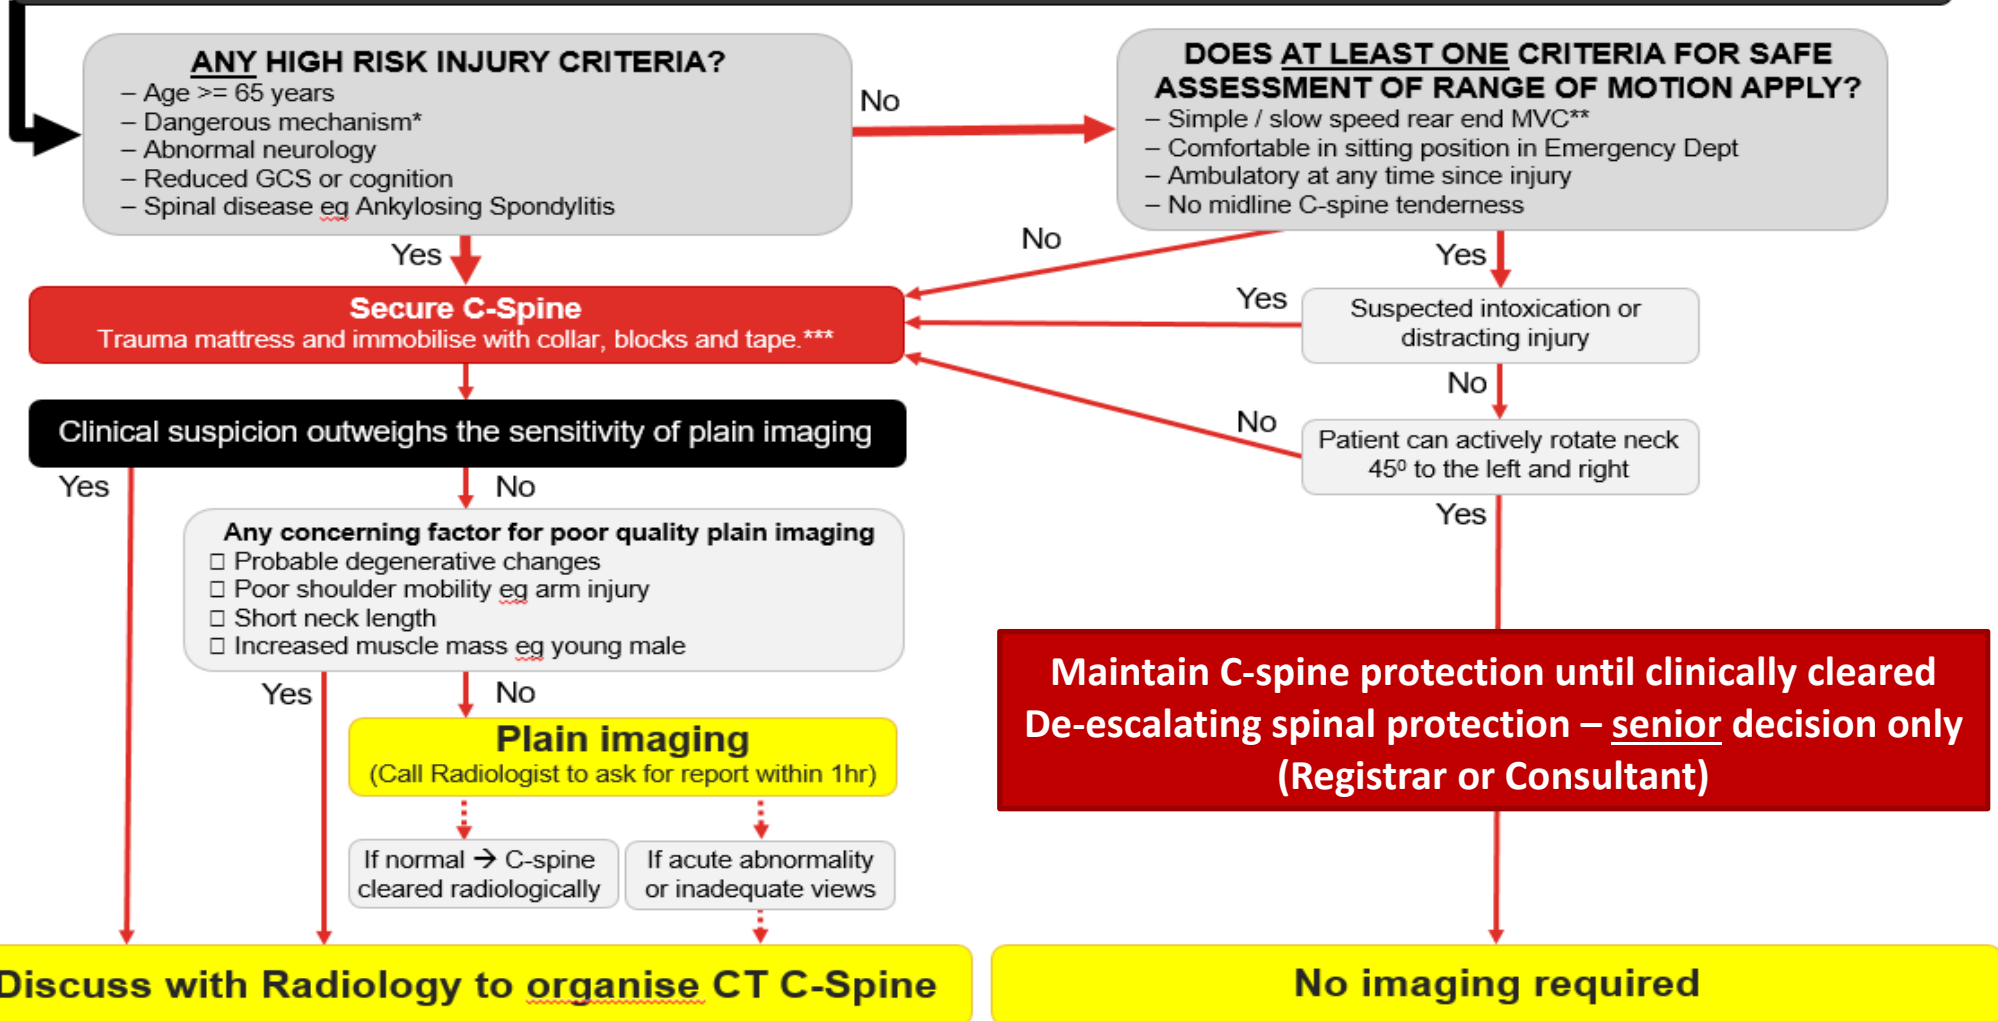 ANY HIGH RISK INJURY CRITERIA?
– Age >= 65 years
– Dangerous mechanism*
– Abnormal neurology
– Reduced GCS or cognition
– Spinal disease eg Ankylosing Spondylitis
No
DOES AT LEAST ONE CRITERIA FOR SAFE
ASSESSMENT OF RANGE OF MOTION APPLY?
– Simple / slow speed rear end MVC**
– Comfortable in sitting position in Emergency Dept
– Ambulatory at any time since injury
– No midline C-spine tenderness
Yes
No
Yes
Secure C-Spine
Trauma mattress and immobilise with collar, blocks and tape.***
Yes
Suspected intoxication or
distracting injury
No
No
Patient can actively rotate neck
45º to the left and right
Yes
Clinical suspicion outweighs the sensitivity of plain imaging
Yes
No
Any concerning factor for poor quality plain imaging
□ Probable degenerative changes
□ Poor shoulder mobility eg arm injury
□ Short neck length
□ Increased muscle mass eg young male
Yes
No
Plain imaging
(Call Radiologist to ask for report within 1hr)
If normal → C-spine
cleared radiologically
If acute abnormality
or inadequate views
Maintain C-spine protection until clinically cleared
De-escalating spinal protection – senior decision only
(Registrar or Consultant)
Discuss with Radiology to organise CT C-Spine
No imaging required